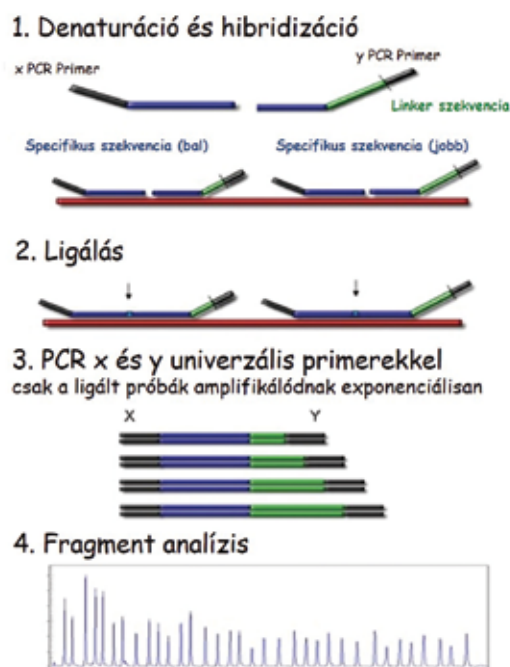 1. Denaturáció és hibridizáció
x PCR Primer
y PCR Primer
Linker szekvencia
Specifikus szekvencia (bal)
Specifikus szekvencia (jobb)
2. Ligálás
3. PCR x és y univerzális primerekkel
csak a ligált próbák amplifikálódnak exponenciálisan
X Y
4. Fragment analízis